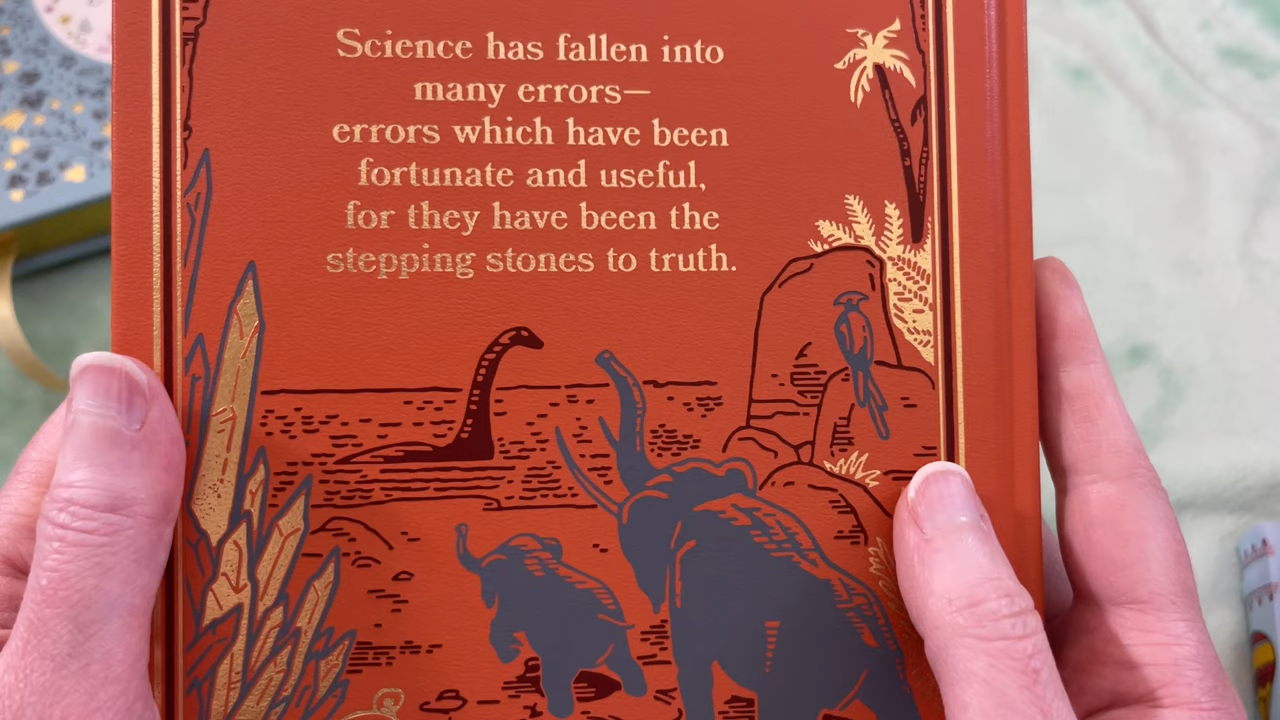 Science has fallen into
many errors—
errors which have been
fortunate and useful,
for they have been the
stepping stones to truth.